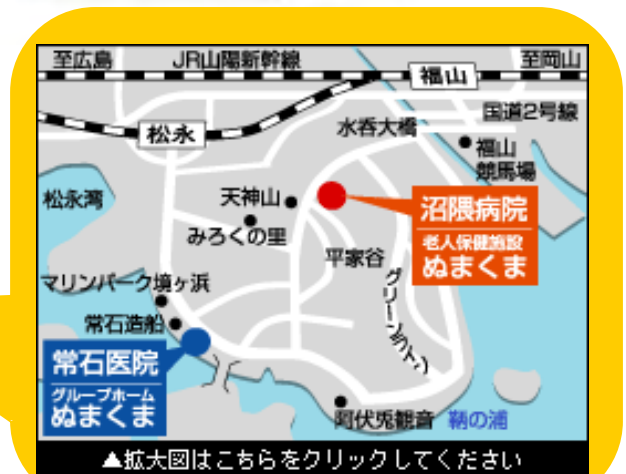 至広島
JR山陽新幹線
至岡山
福山
国道2号線
松永
水呑大橋
福山
競馬場
松永湾
天神山
沼隈病院
老人保健施設
ぬまくま
みろくの里
平家谷
グリーンライン
マリンパーク境ヶ浜
常石造船
常石医院
グループホーム
ぬまくま
阿伏兎観音
鞆の浦
▲拡大図はこちらをクリックしてください